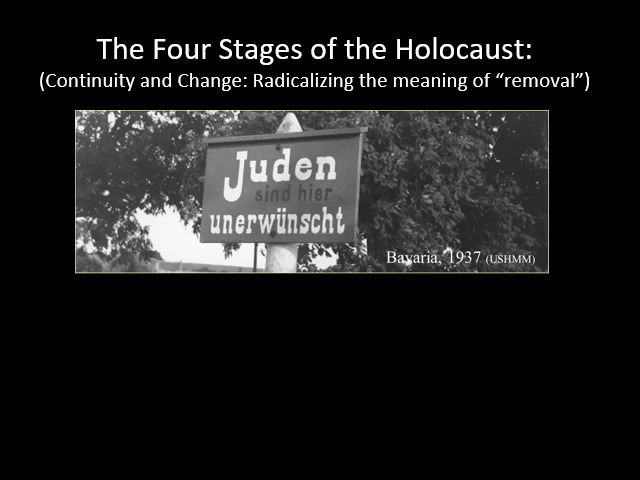 The Four Stages of the Holocaust:
(Continuity and Change: Radicalizing the meaning of “removal”)
Juden
sind hier
unerwünscht
Bavaria, 1937 (USHMM)